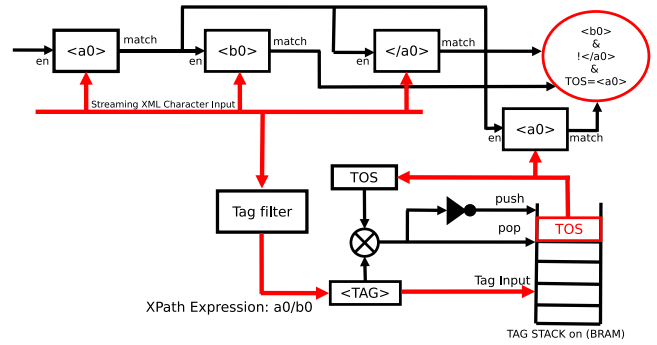 <a0>
match
<b0>
match
</a0>
match
<b0>
&
!</a0>
&
TOS=<a0>
en
en
en
Streaming XML Character Input
<a0>
en
match
TOS
Tag filter
push
pop
TOS
<TAG>
Tag Input
XPath Expression: a0/b0
TAG STACK on (BRAM)